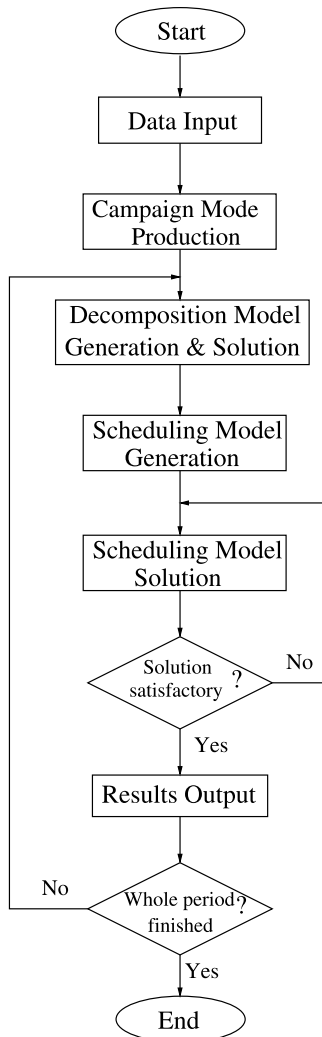 Start
Data Input
Campaign Mode
Production
Decomposition Model
Generation & Solution
Scheduling Model
Generation
Scheduling Model
Solution
Solution
satisfactory ?
No
Yes
Results Output
No
Whole period ?
finished
Yes
End